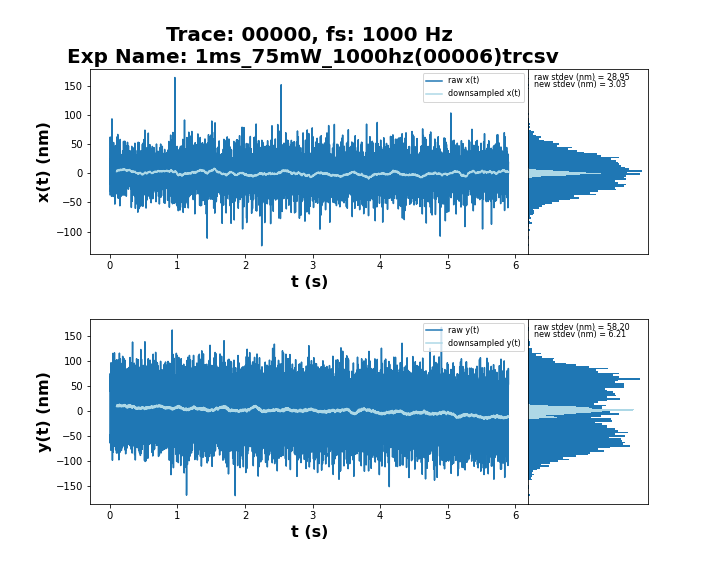 Trace: 00000, fs: 1000 Hz
Exp Name: 1ms_75mW_1000hz(00006)trcsv
x(t) (nm)
150
100
50
0
−50
−100
raw x(t)
downsampled x(t)
raw stdev (nm) = 28.95
new stdev (nm) = 3.03
0 1 2 3 4 5 6
t (s)
y(t) (nm)
150
100
50
0
−50
−100
−150
raw y(t)
downsampled y(t)
raw stdev (nm) = 58.20
new stdev (nm) = 6.21
0 1 2 3 4 5 6
t (s)